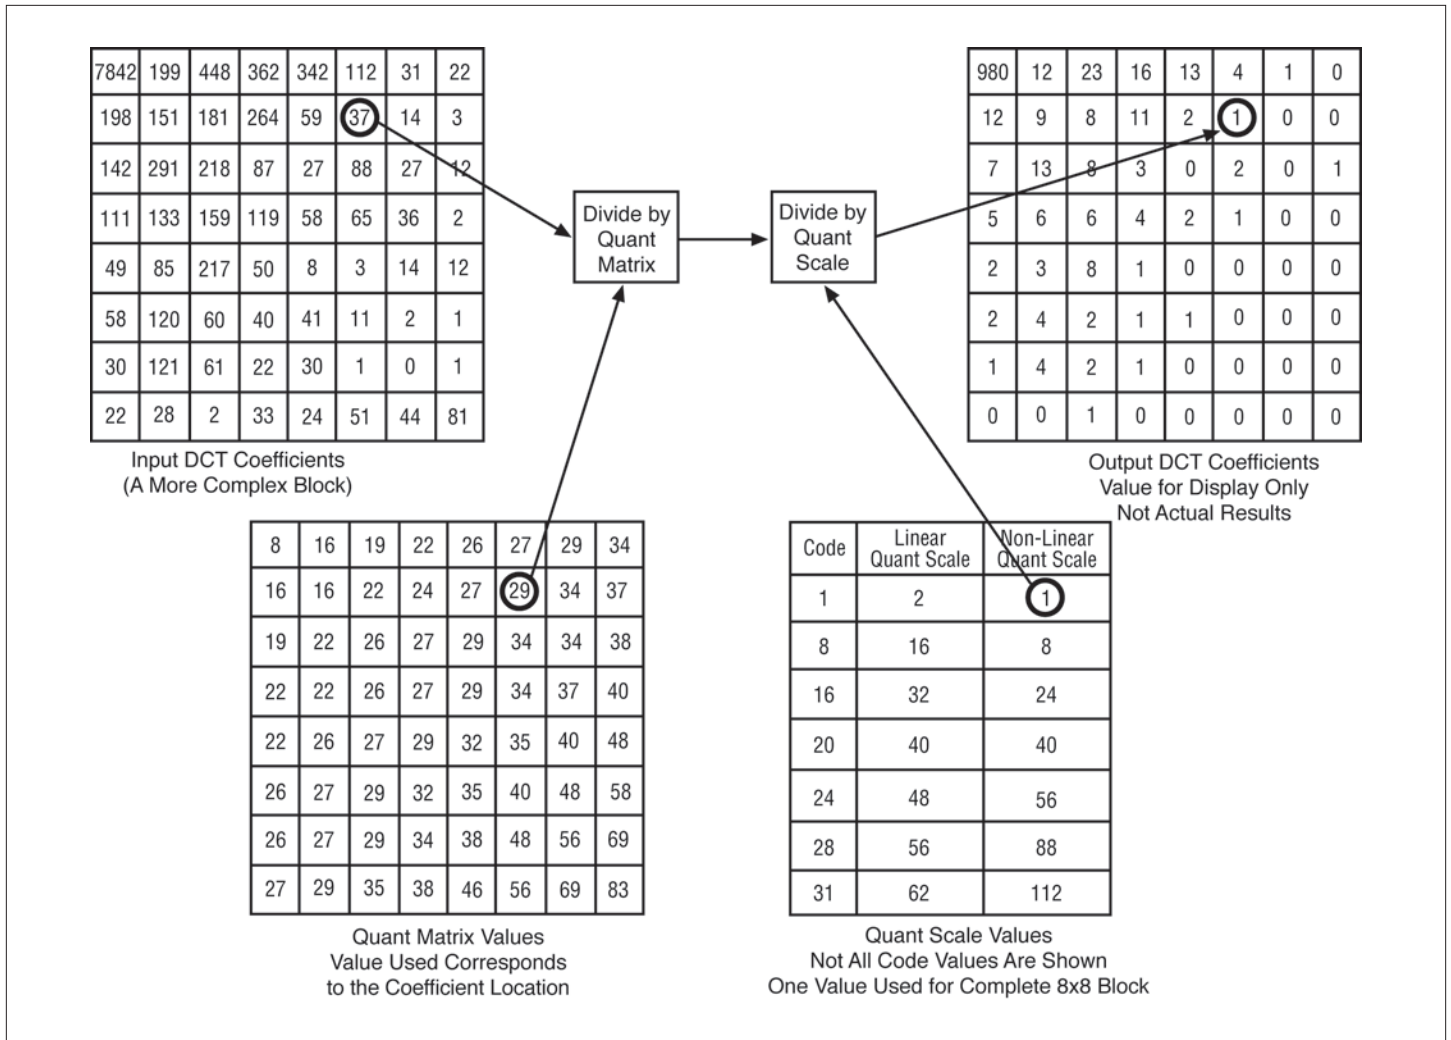 7842 199 448 362 342 112 31 22
198 151 181 264 59 37 14 3
142 291 218 87 27 88 27 12
111 133 159 119 58 65 36 2
49 85 217 50 8 3 14 12
58 120 60 40 41 11 2 1
30 121 61 22 30 1 0 1
22 28 2 33 24 51 44 81
Input DCT Coefficients
(A More Complex Block)
Divide by
Quant
Matrix
Divide by
Quant
Scale
980 12 23 16 13 4 1 0
12 9 8 11 2 1 0 0
7 13 8 3 0 2 0 1
5 6 6 4 2 1 0 0
2 3 8 1 0 0 0 0
2 4 2 1 1 0 0 0
1 4 2 1 0 0 0 0
0 0 1 0 0 0 0 0
Output DCT Coefficients
Value for Display Only
Not Actual Results
8 16 19 22 26 27 29 34
16 16 22 24 27 29 34 37
19 22 26 27 29 34 34 38
22 22 26 27 29 34 37 40
22 26 27 29 32 35 40 48
26 27 29 32 35 40 48 58
26 27 29 34 38 48 56 69
27 29 35 38 46 56 69 83
Quant Matrix Values
Value Used Corresponds
to the Coefficient Location
Code Linear Quant Scale Non-Linear Quant Scale
1 2 1
8 16 8
16 32 24
20 40 40
24 48 56
28 56 88
31 62 112
Quant Scale Values
Not All Code Values Are Shown
One Value Used for Complete 8x8 Block